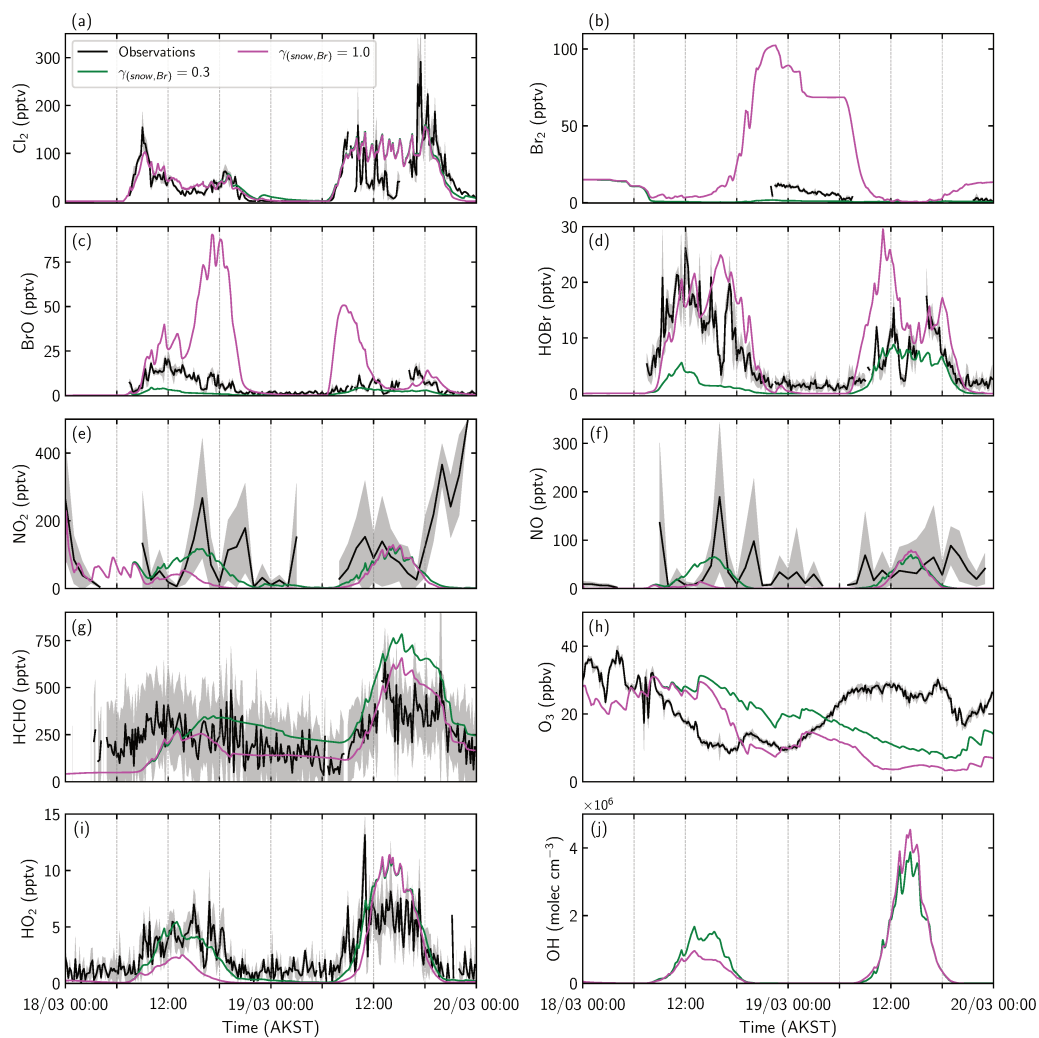 (a)
Observations
γ(snow,Br) = 0.3
γ(snow,Br) = 1.0
Cl2 (pptv)
300
200
100
0
(b)
Br2 (pptv)
100
50
0
(c)
BrO (pptv)
75
50
25
0
(d)
HOBr (pptv)
30
20
10
0
(e)
NO2 (pptv)
400
200
0
(f)
NO (pptv)
300
200
100
0
(g)
HCHO (pptv)
750
500
250
0
(h)
O3 (ppbv)
40
20
0
(i)
HO2 (pptv)
15
10
5
0
18/03 00:00
12:00
19/03 00:00
12:00
20/03 00:00
Time (AKST)
(j)
×10^6
OH (molec cm−3)
4
2
0
18/03 00:00
12:00
19/03 00:00
12:00
20/03 00:00
Time (AKST)